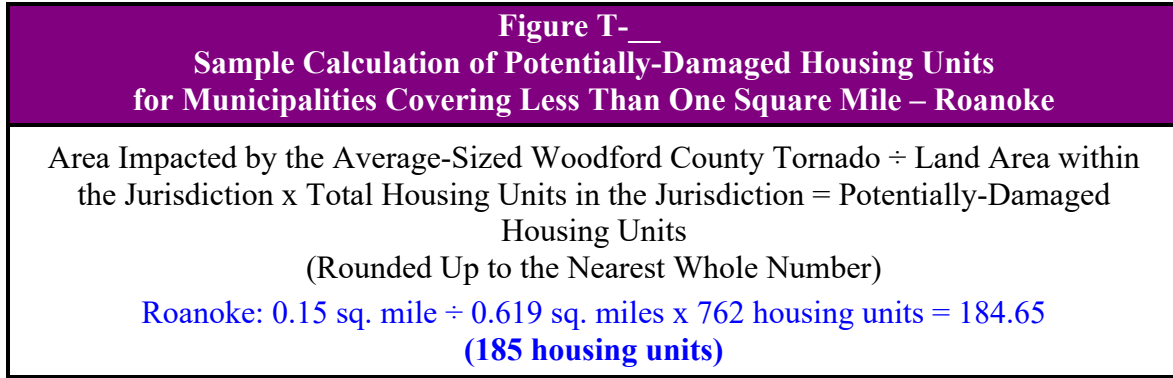 Figure T-__
Sample Calculation of Potentially-Damaged Housing Units
for Municipalities Covering Less Than One Square Mile – Roanoke
Area Impacted by the Average-Sized Woodford County Tornado ÷ Land Area within
the Jurisdiction x Total Housing Units in the Jurisdiction = Potentially-Damaged
Housing Units
(Rounded Up to the Nearest Whole Number)
Roanoke: 0.15 sq. mile ÷ 0.619 sq. miles x 762 housing units = 184.65
(185 housing units)